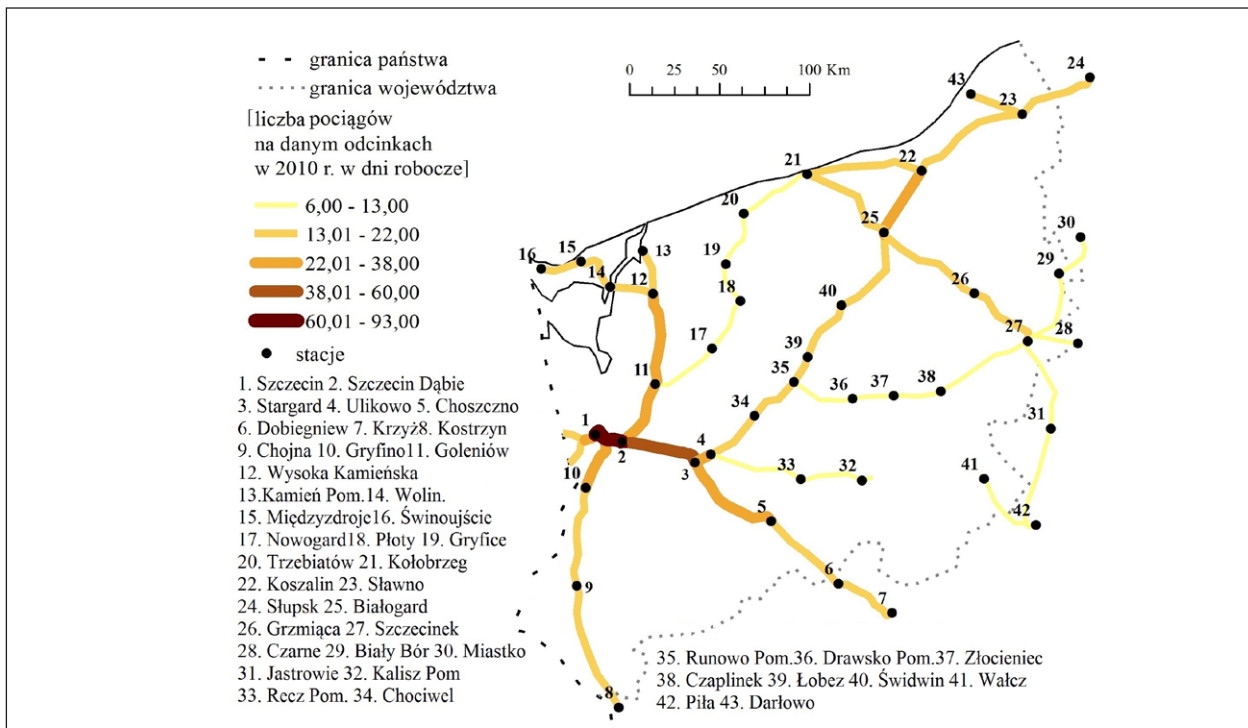 granica państwa
granica województwa
[liczba pociągów
na danym odcinkach
w 2010 r. w dni robocze]
6,00 - 13,00
13,01 - 22,00
22,01 - 38,00
38,01 - 60,00
60,01 - 93,00
stacje
1. Szczecin 2. Szczecin Dąbie
3. Stargard 4. Ulikowo 5. Choszczno
6. Dobiegniew 7. Krzyż8. Kostrzyn
9. Chojna 10. Gryfino11. Goleniów
12. Wysoka Kamieńska
13.Kamień Pom.14. Wolin.
15. Międzyzdroje16. Świnoujście
17. Nowogard18. Płoty 19. Gryfice
20. Trzebiatów 21. Kołobrzeg
22. Koszalin 23. Sławno
24. Słupsk 25. Białogard
26. Grzmiąca 27. Szczecinek
28. Czarne 29. Biały Bór 30. Miastko
31. Jastrowie 32. Kalisz Pom
33. Recz Pom. 34. Chociwel
35. Runowo Pom.36. Drawsko Pom.37. Złocieniec
38. Czaplinek 39. Łobez 40. Świdwin 41. Wałcz
42. Piła 43. Darłowo
0 25 50 100 Km
24
43
23
22
21
20
25
30
19
29
16
15
13
14
12
18
26
40
17
27
28
39
11
35
36
37
38
34
31
1
2
4
3
33
32
41
10
5
42
6
9
7
8